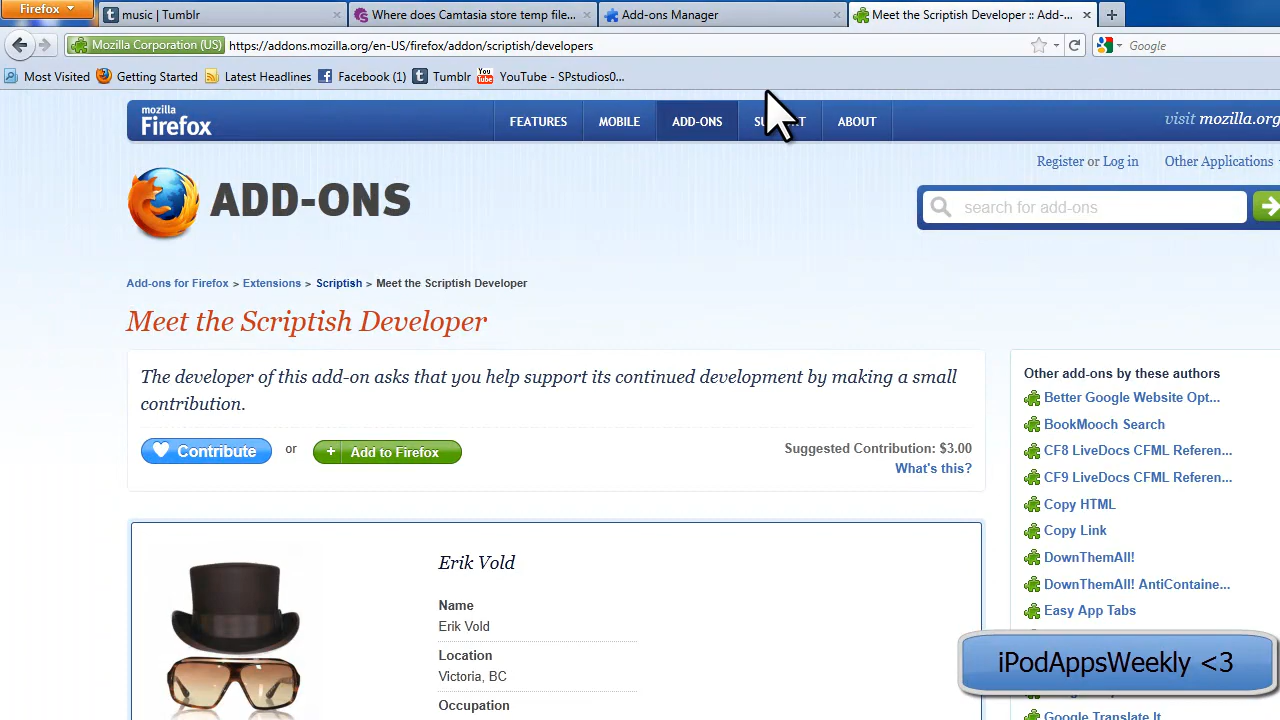 Firefox
music | Tumblr
Where does Camtasia store temp file...
Add-ons Manager
Meet the Scriptish Developer :: Add-...
Mozilla Corporation (US)
https://addons.mozilla.org/en-US/firefox/addon/scriptish/developers
Google
Most Visited
Getting Started
Latest Headlines
Facebook (1)
Tumblr
YouTube - SPstudios0...
mozilla
Firefox
FEATURES
MOBILE
ADD-ONS
ABOUT
visit mozilla.org
Register or Log in
Other Applications
ADD-ONS
search for add-ons
Add-ons for Firefox > Extensions > Scriptish > Meet the Scriptish Developer
Meet the Scriptish Developer
The developer of this add-on asks that you help support its continued development by making a small
contribution.
Contribute
or
+ Add to Firefox
Suggested Contribution: $3.00
What's this?
Other add-ons by these authors
Better Google Website Opt...
BookMooch Search
CF8 LiveDocs CFML Referen...
CF9 LiveDocs CFML Referen...
Copy HTML
Copy Link
DownThemAll!
DownThemAll! AntiContaine...
Easy App Tabs
Google Translate It
Erik Vold
Name
Erik Vold
Location
Victoria, BC
Occupation
iPodAppsWeekly <3